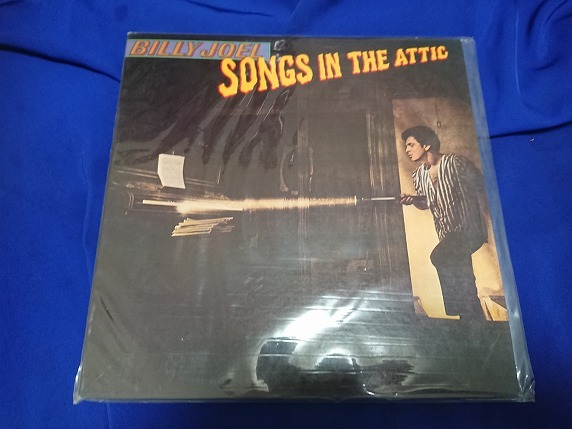 BILLY JOEL
SONGS IN THE ATTIC